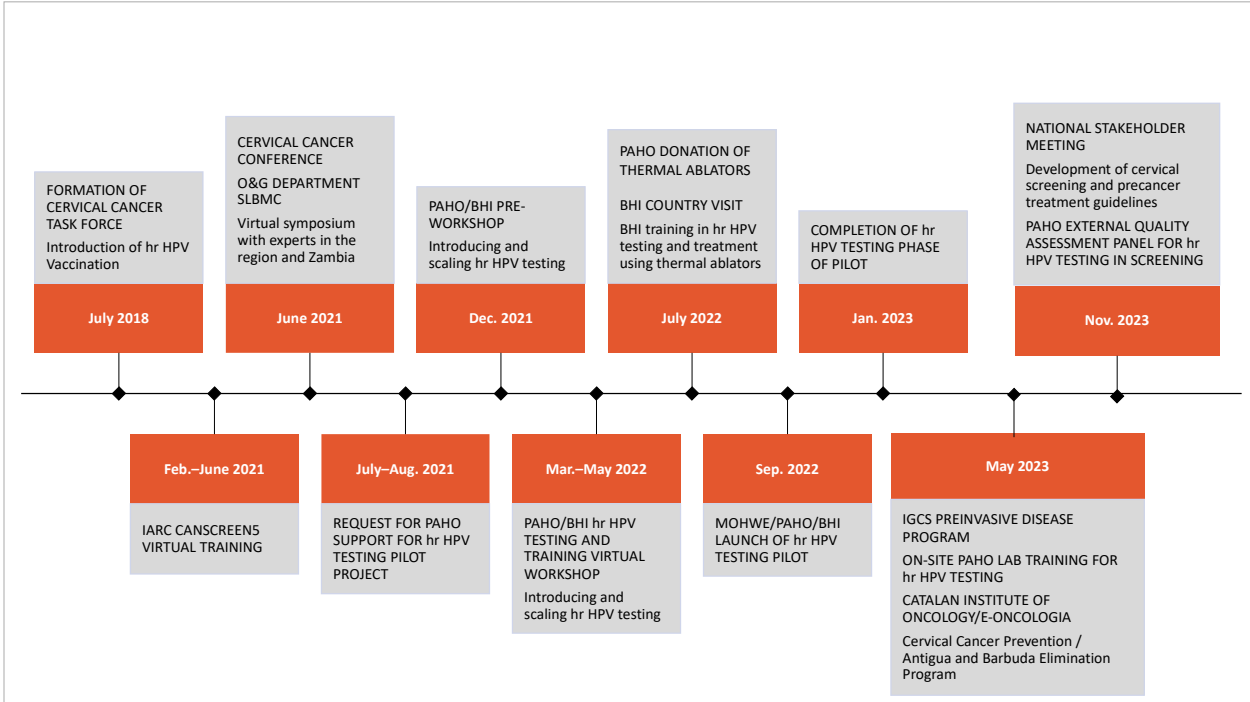 FORMATION OF
CERVICAL CANCER
TASK FORCE
Introduction of hr HPV
Vaccination
July 2018
CERVICAL CANCER
CONFERENCE
O&G DEPARTMENT
SLBMC
Virtual symposium
with experts in the
region and Zambia
June 2021
PAHO/BHI PRE-
WORKSHOP
Introducing and
scaling hr HPV testing
Dec. 2021
PAHO DONATION OF
THERMAL ABLATORS
BHI COUNTRY VISIT
BHI training in hr HPV
testing and treatment
using thermal ablators
July 2022
COMPLETION OF hr
HPV TESTING PHASE
OF PILOT
Jan. 2023
NATIONAL STAKEHOLDER
MEETING
Development of cervical
screening and precancer
treatment guidelines
PAHO EXTERNAL QUALITY
ASSESSMENT PANEL FOR hr
HPV TESTING IN SCREENING
Nov. 2023
Feb.–June 2021
IARC CANSCREEN5
VIRTUAL TRAINING
July–Aug. 2021
REQUEST FOR PAHO
SUPPORT FOR hr HPV
TESTING PILOT
PROJECT
Mar.–May 2022
PAHO/BHI hr HPV
TESTING AND
TRAINING VIRTUAL
WORKSHOP
Introducing and
scaling hr HPV testing
Sep. 2022
MOHWE/PAHO/BHI
LAUNCH OF hr HPV
TESTING PILOT
May 2023
IGCS PREINVASIVE DISEASE
PROGRAM
ON-SITE PAHO LAB TRAINING FOR
hr HPV TESTING
CATALAN INSTITUTE OF
ONCOLOGY/E-ONCOLOGIA
Cervical Cancer Prevention /
Antigua and Barbuda Elimination
Program